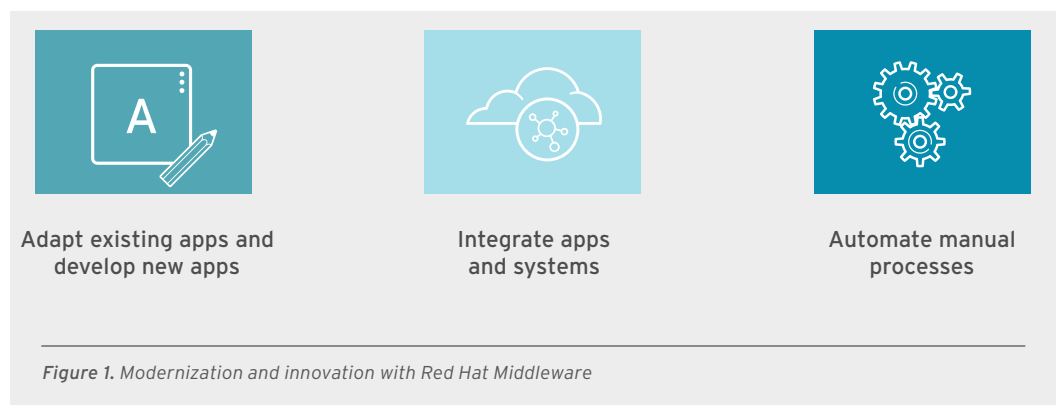 A
Adapt existing apps and
develop new apps
Integrate apps
and systems
Automate manual
processes
Figure 1. Modernization and innovation with Red Hat Middleware